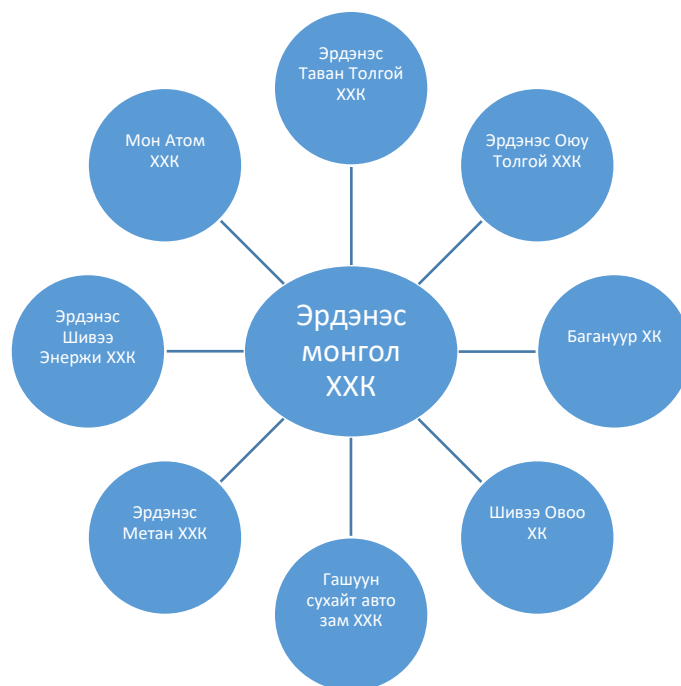 Эрдэнэс
Таван Толгой
ХХК
Эрдэнэс Оюу
Толгой ХХК
Багануур ХК
Шивээ Овоо
ХК
Гашуун
сухайт авто
зам ХХК
Эрдэнэс
Метан ХХК
Эрдэнэс
Шивээ
Энержи ХХК
Мон Атом
ХХК
Эрдэнэс
монгол
ХХК